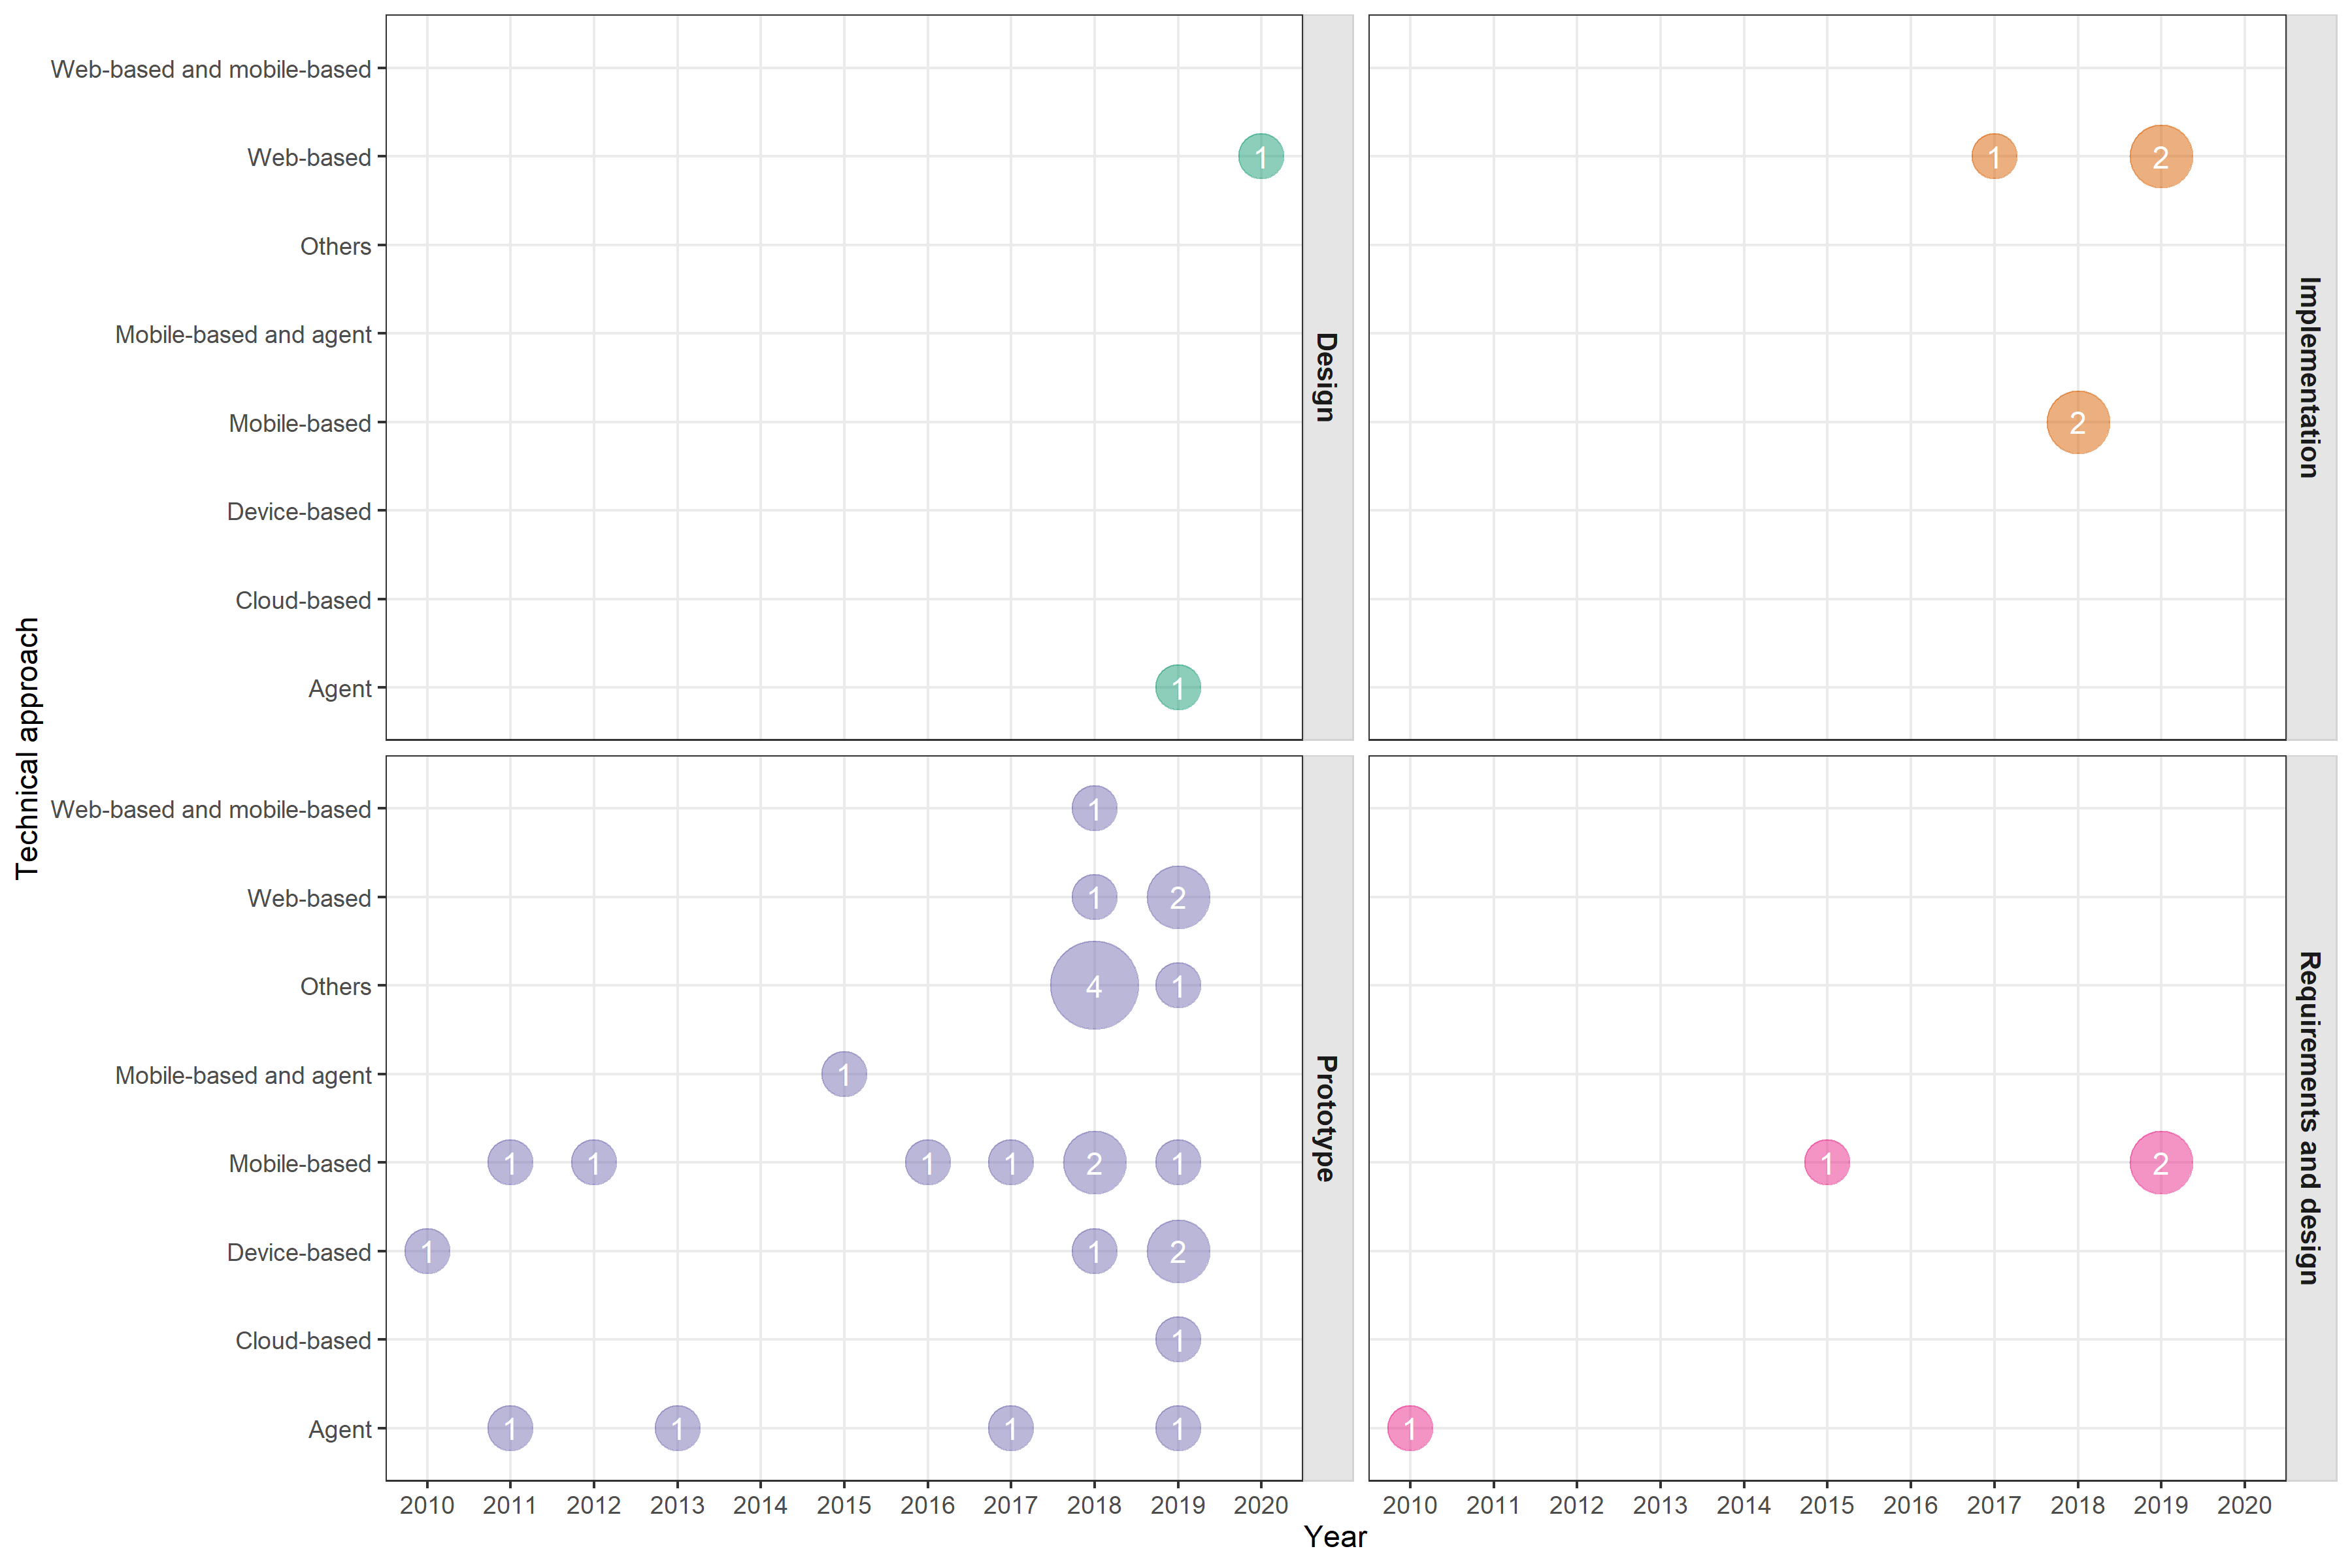 Technical approach
Web-based and mobile-based
Web-based
Others
Mobile-based and agent
Mobile-based
Device-based
Cloud-based
Agent
1
1
Design
1 2
2
Implementation
Web-based and mobile-based
Web-based
Others
Mobile-based and agent
Mobile-based
Device-based
Cloud-based
Agent
1
1 2
4 1
1
1 1 1 1 2 1
1 1 2
1
1 1 1 1
Prototype
1 2
1
Requirements and design
2010 2011 2012 2013 2014 2015 2016 2017 2018 2019 2020
2010 2011 2012 2013 2014 2015 2016 2017 2018 2019 2020
Year